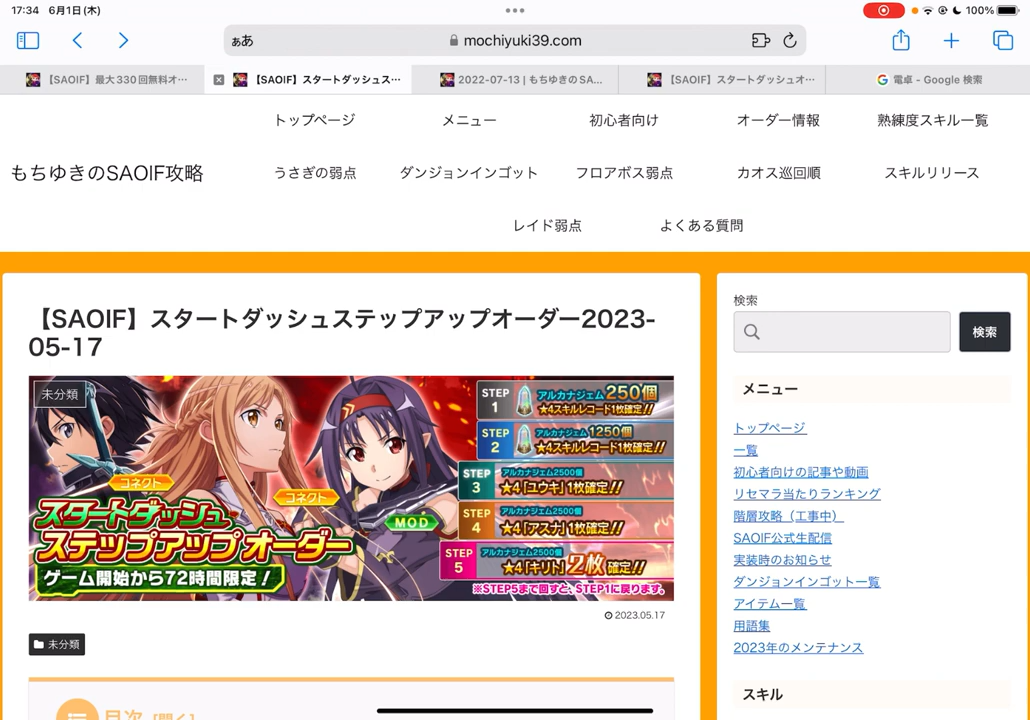 17:34 6月1日(木)
100%
ぁあ
mochiyuki39.com
【SAOIF】最大330回無料オ…
【SAOIF】スタートダッシュス…
2022-07-13 | もちゆきのSA...
【SAOIF】スタートダッシュオ…
電卓 - Google 検索
トップページ
メニュー
初心者向け
オーダー情報
熟練度スキル一覧
もちゆきのSAOIF攻略
うさぎの弱点
ダンジョンインゴット
フロアボス弱点
カオス巡回順
スキルリリース
レイド弱点
よくある質問
【SAOIF】スタートダッシュステップアップオーダー2023-
05-17
未分類
STEP
1
アルカナジェム250個
★4スキルレコード1枚確定!!
STEP
2
アルカナジェム1250個
★4スキルレコード1枚確定!!
STEP
3
アルカナジェム2500個
★4「ユウキ」1枚確定!!
STEP
4
アルカナジェム2500個
★4「アスナ」1枚確定!!
STEP
5
アルカナジェム2500個
★4「キリト」2枚確定!!
※STEP5まで回すと、STEP1に戻ります。
コネクト
コネクト
MOD
スタートダッシュ
ステップアップオーダー
ゲーム開始から72時間限定!
2023.05.17
未分類
目次 [開く]
検索
検索
メニュー
トップページ
一覧
初心者向けの記事や動画
リセマラ当たりランキング
階層攻略（工事中）
SAOIF公式生配信
実装時のお知らせ
ダンジョンインゴット一覧
アイテム一覧
用語集
2023年のメンテナンス
スキル